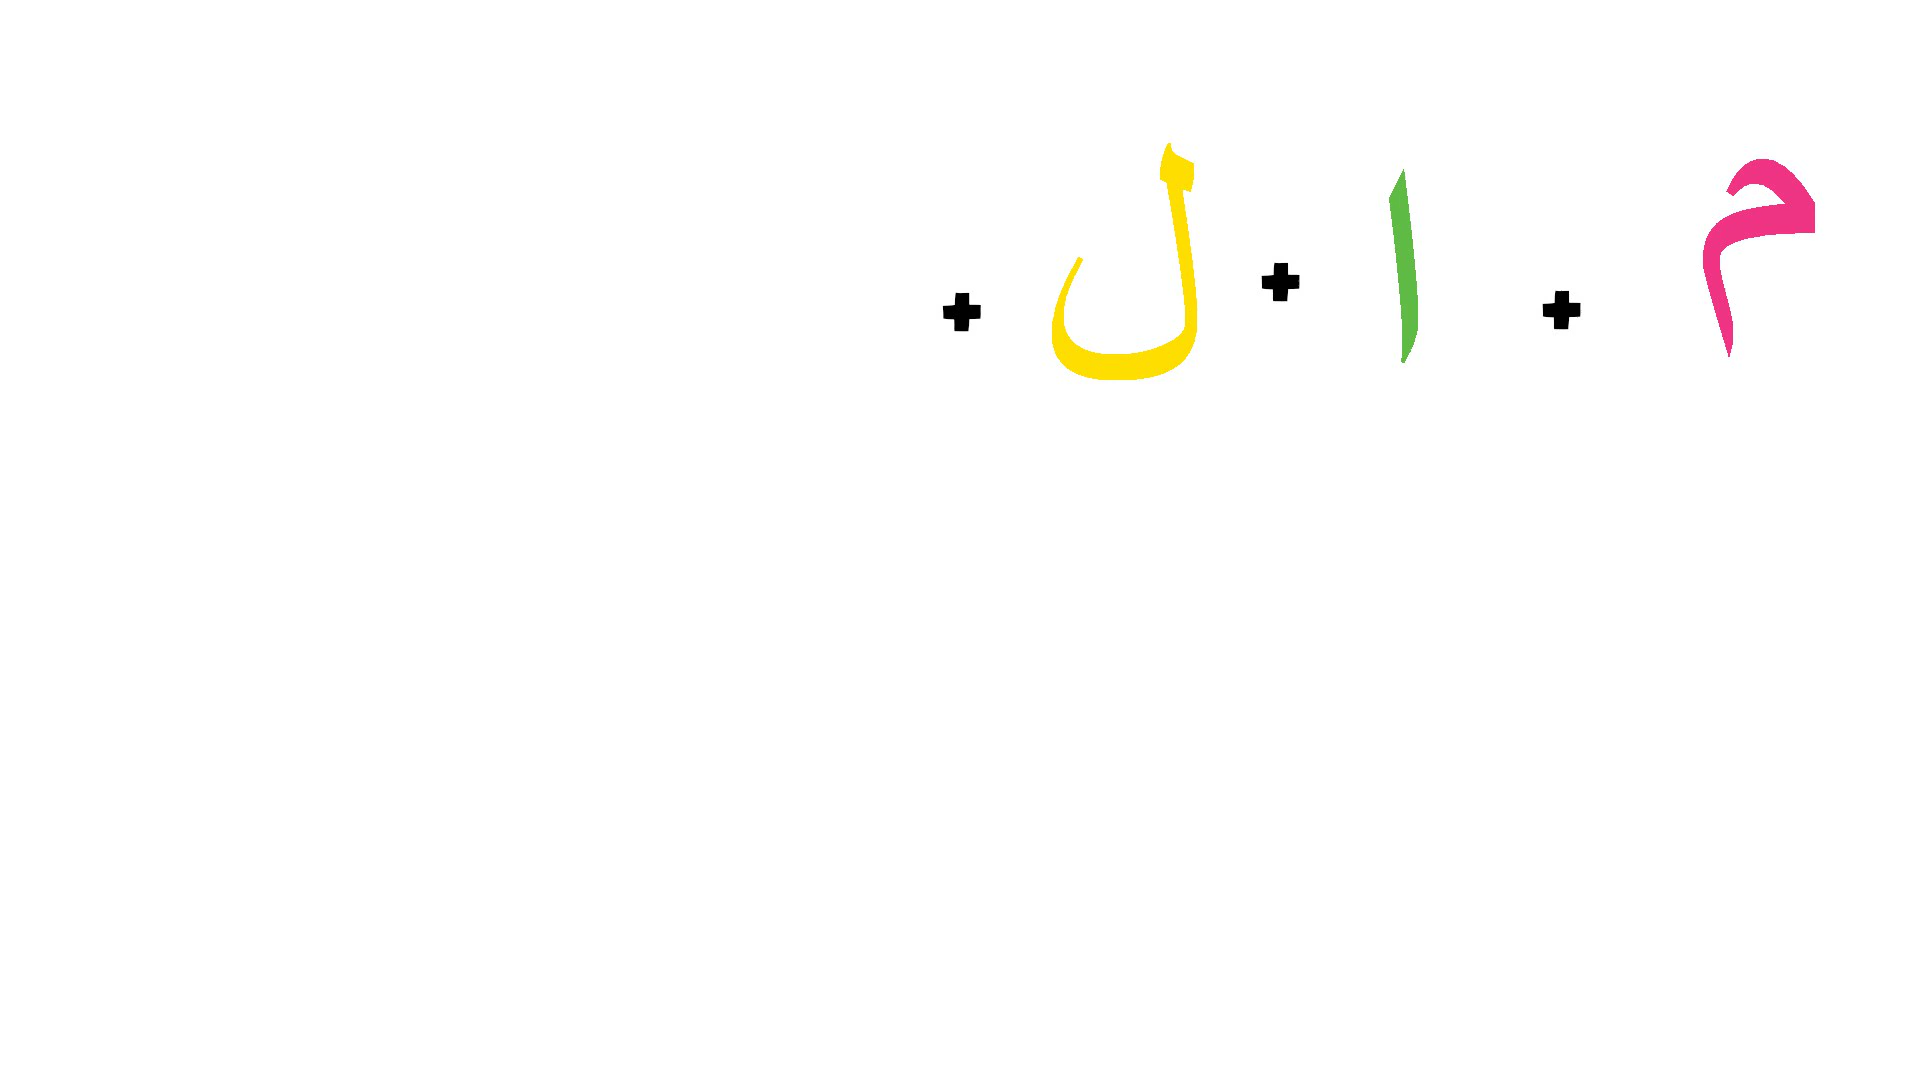 م + ا + ل +